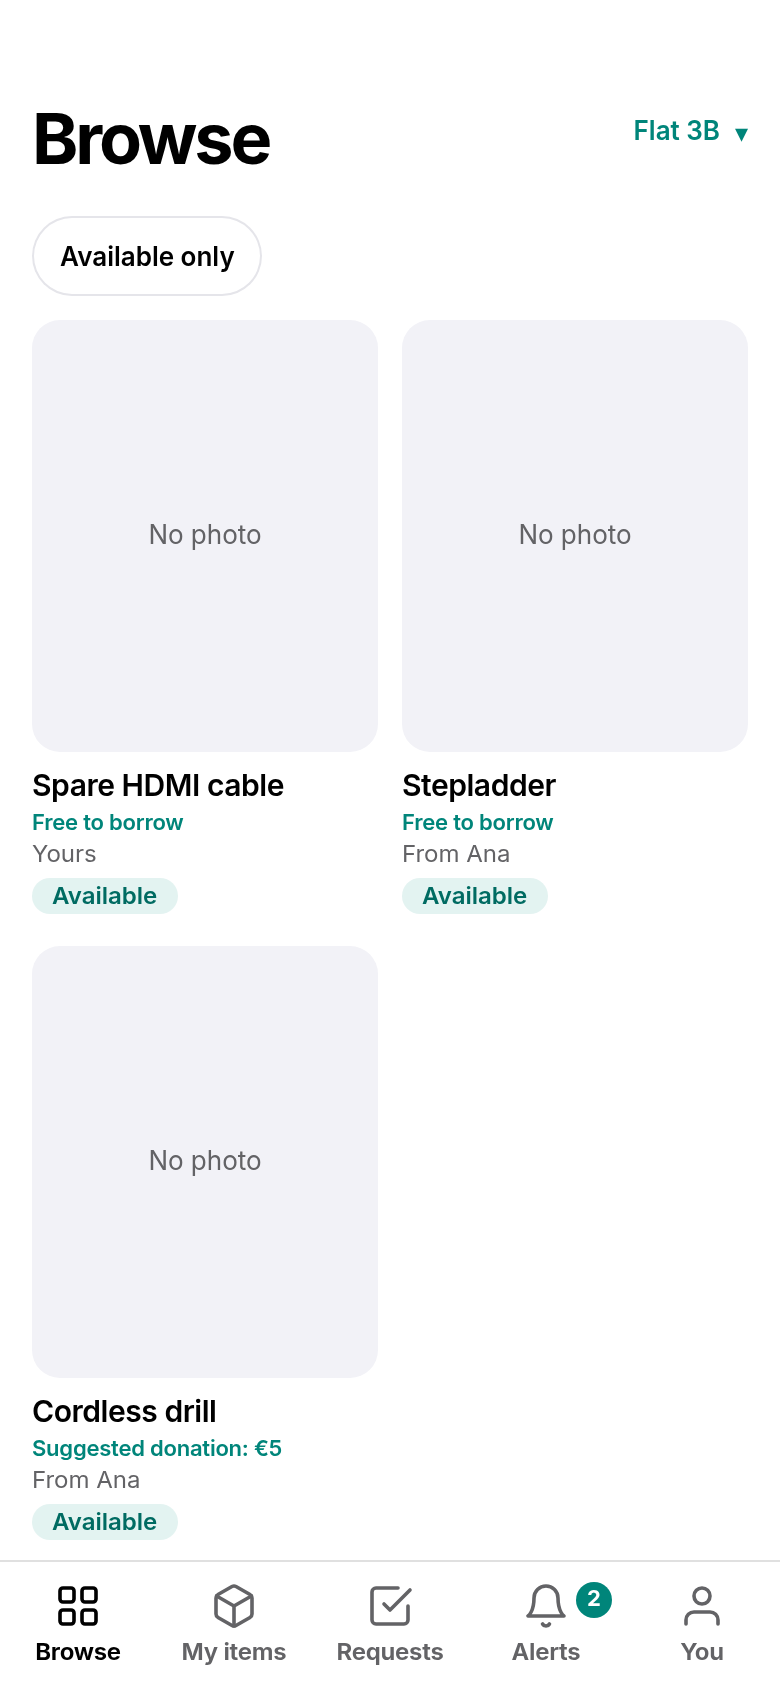 Browse
Flat 3B ▼
Available only
No photo
No photo
Spare HDMI cable
Free to borrow
Yours
Available
Stepladder
Free to borrow
From Ana
Available
No photo
Cordless drill
Suggested donation: €5
From Ana
Available
Browse
My items
Requests
2
Alerts
You